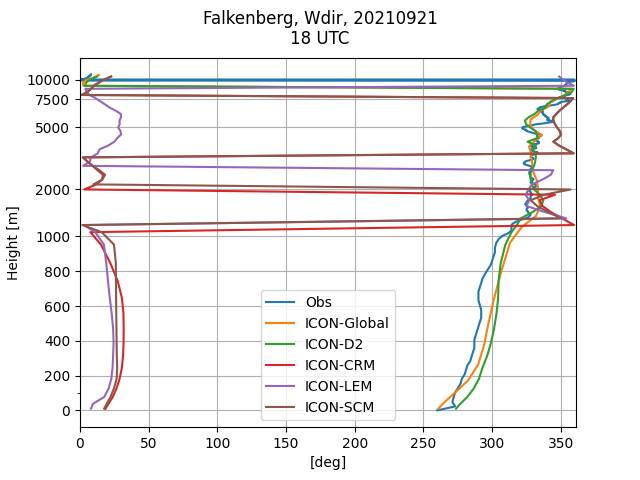 Falkenberg, Wdir, 20210921
18 UTC
10000
7500
5000
2000
1000
800
600
400
200
0
Height [m]
Obs
ICON-Global
ICON-D2
ICON-CRM
ICON-LEM
ICON-SCM
0 50 100 150 200 250 300 350
[deg]